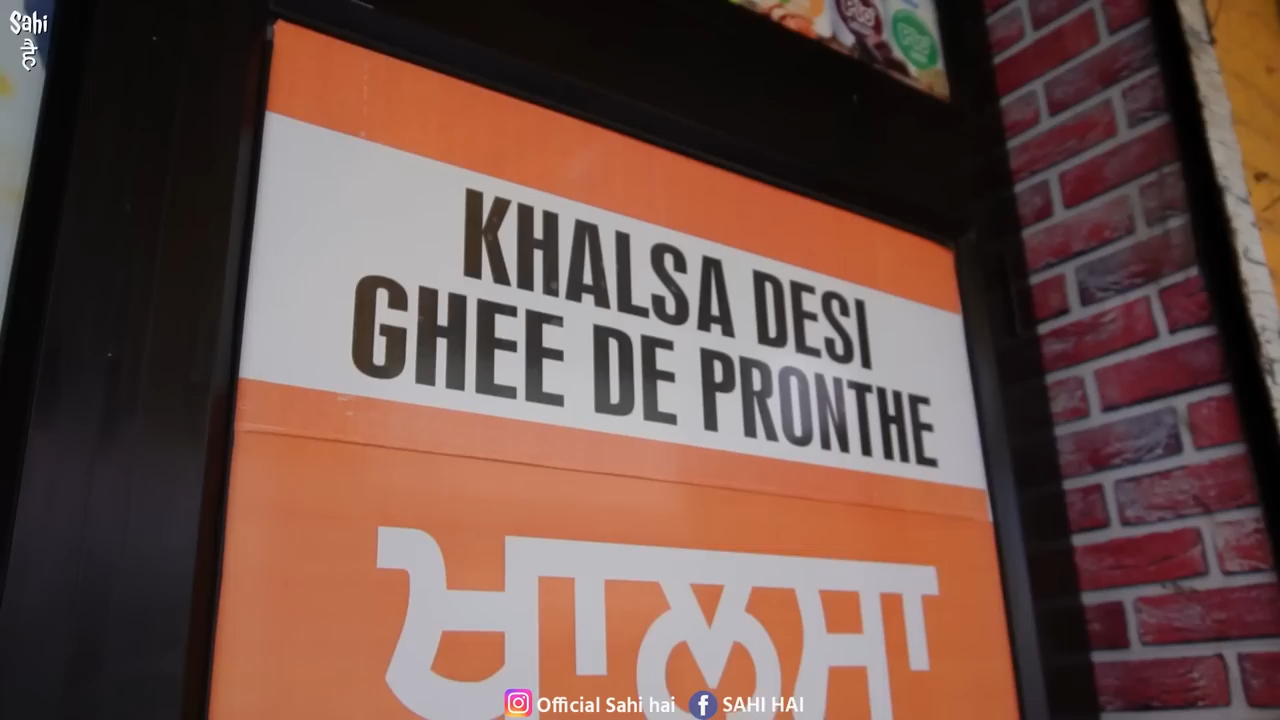 Sahi
है
KHALSA DESI
GHEE DE PRONTHE
ਖਾਲਸਾ
Official Sahi hai
SAHI HAI